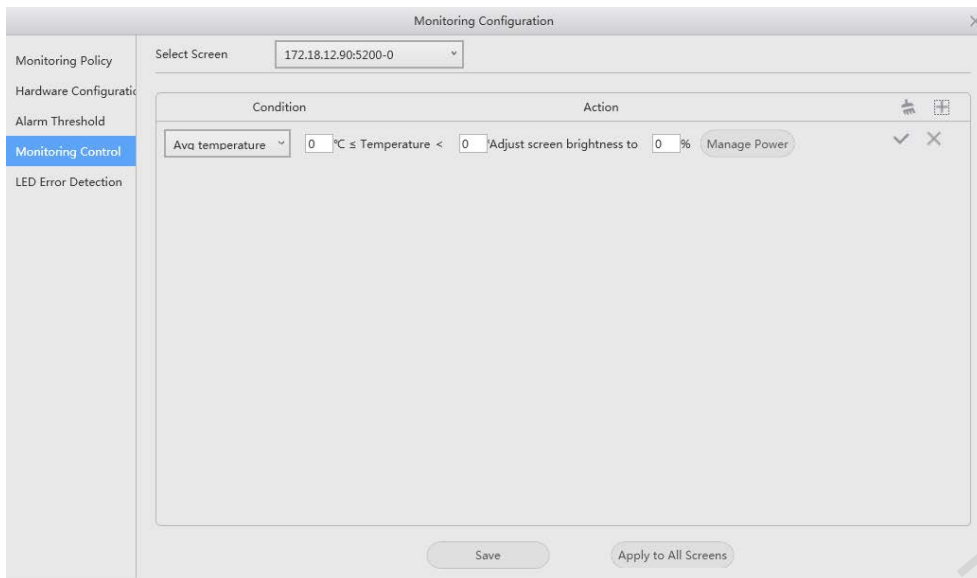 Monitoring Configuration
Monitoring Policy
Hardware Configuratio
Alarm Threshold
Monitoring Control
LED Error Detection
Select Screen 172.18.12.90:5200-0
Condition Action
Avg temperature 0 °C ≤ Temperature < 0 °Adjust screen brightness to 0 % Manage Power
Save Apply to All Screens